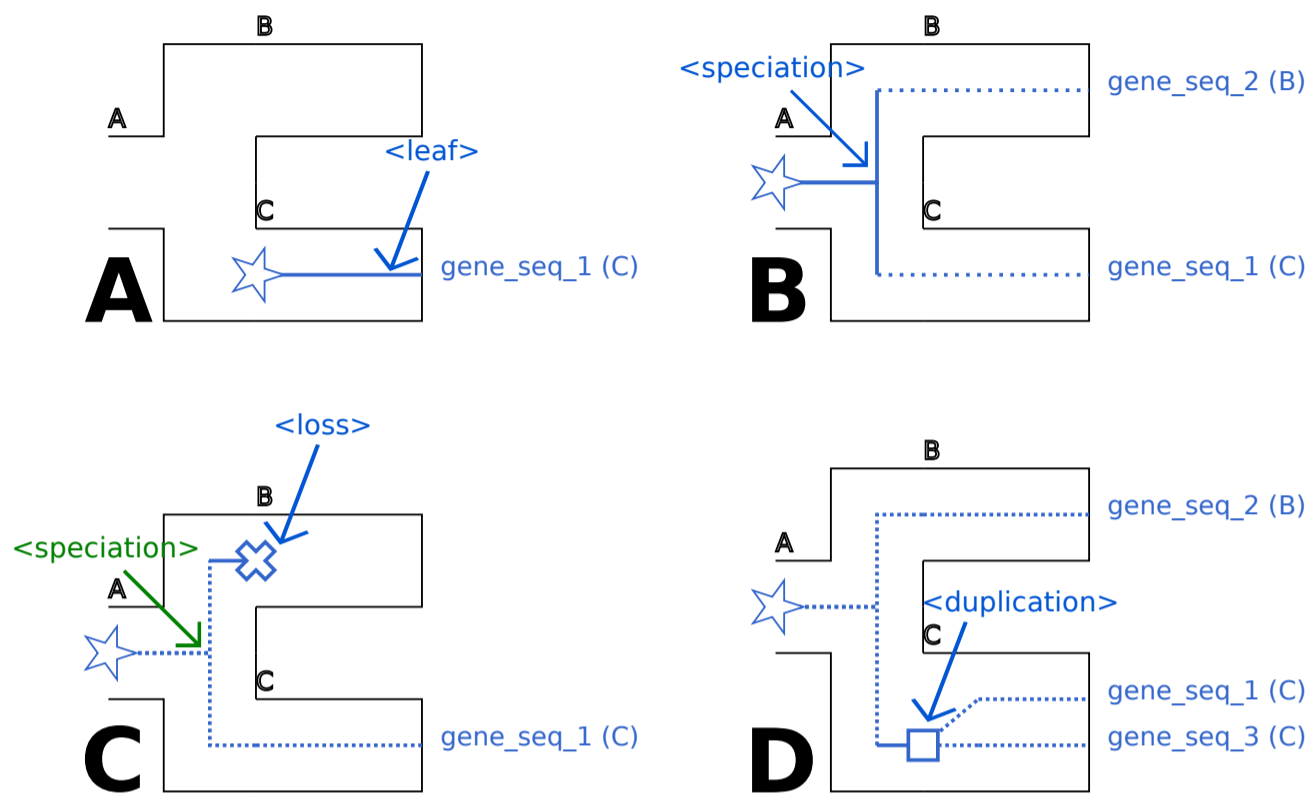 B
A
<leaf>
C
gene_seq_1 (C)
A
B
<speciation>
gene_seq_2 (B)
A
C
gene_seq_1 (C)
B
<loss>
B
<speciation>
A
C
gene_seq_1 (C)
C
B
gene_seq_2 (B)
A
<duplication>
C
gene_seq_1 (C)
gene_seq_3 (C)
D